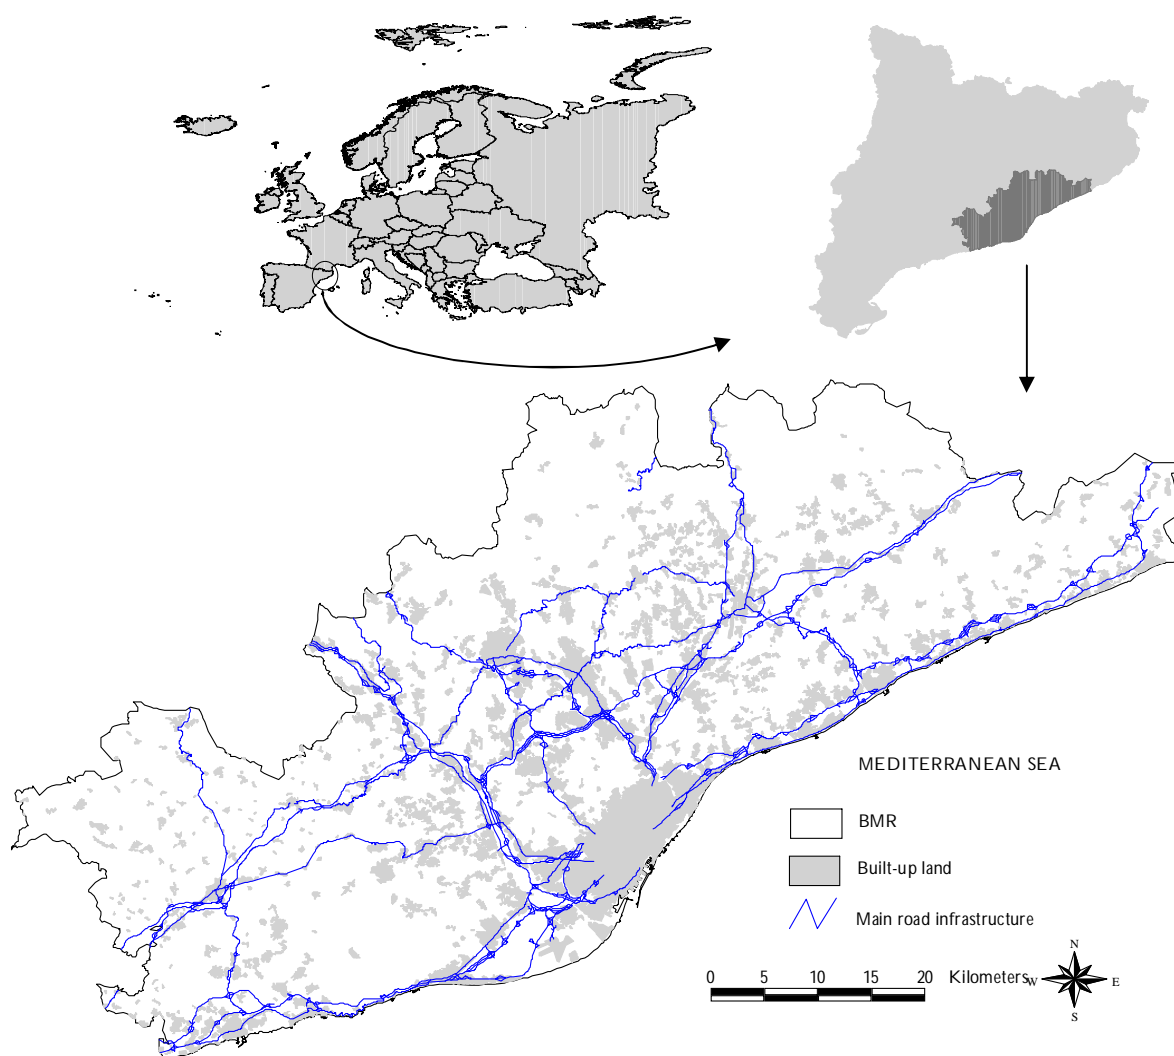 MEDITERRANEAN SEA
BMR
Built-up land
Main road infrastructure
0 5 10 15 20 Kilometers
N
W E
S